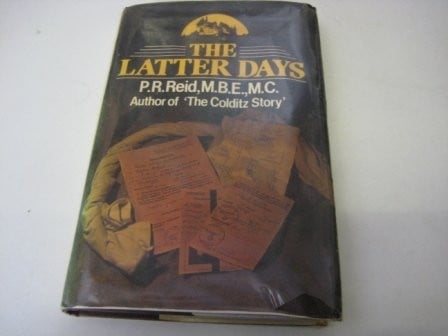 THE
LATTER DAYS
P.R.Reid,M.B.E.,M.C.
Author of 'The Colditz Story'